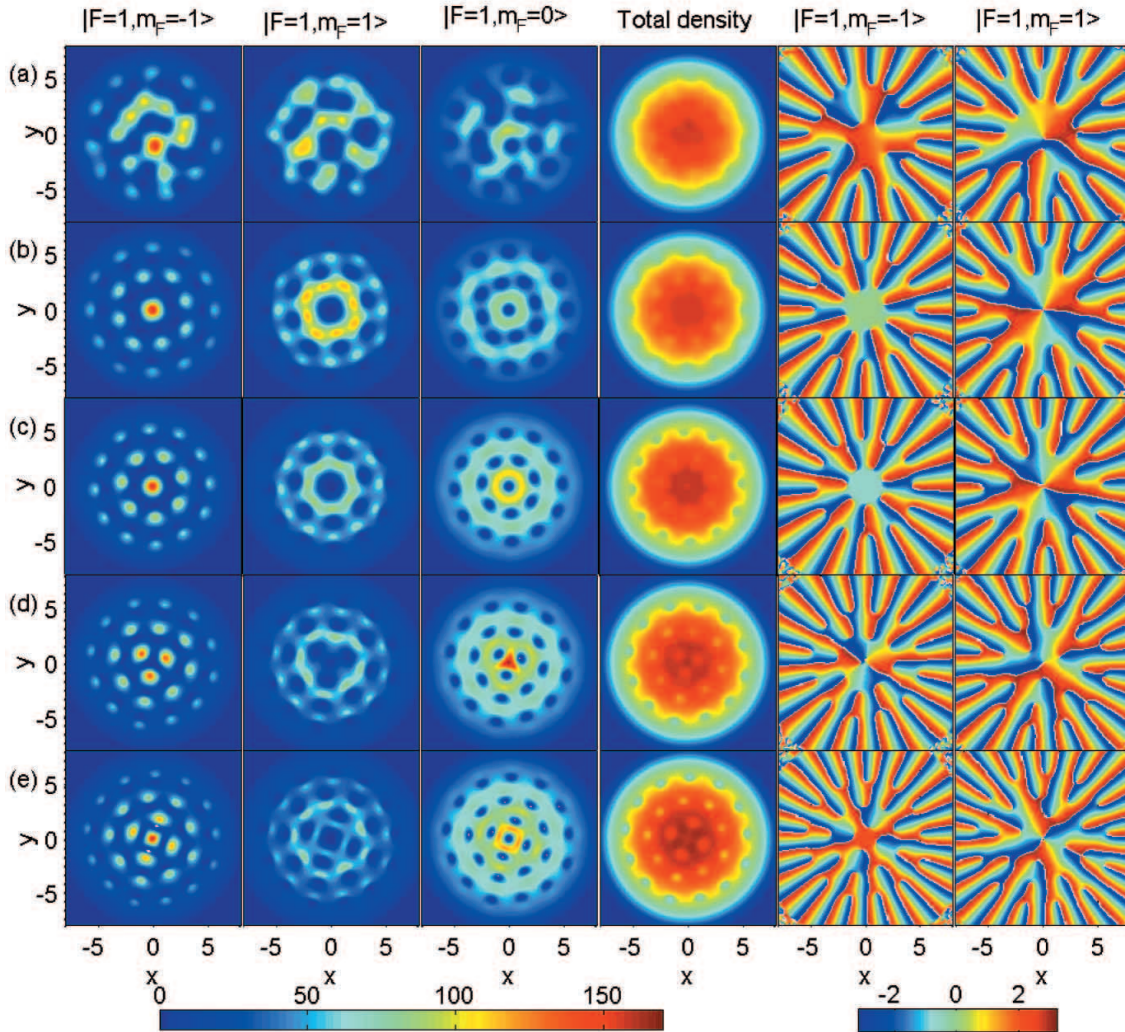 |F=1,m_F=-1> |F=1,m_F=1> |F=1,m_F=0> Total density |F=1,m_F=-1> |F=1,m_F=1>
(a) 5
y 0
-5
(b) 5
y 0
-5
(c) 5
y 0
-5
(d) 5
y 0
-5
(e) 5
y 0
-5
-5 0 5 -5 0 5 -5 0 5 -5 0 5 -5 0 5 -5 0 5
x x x x x x
0 50 100 150 -2 0 2